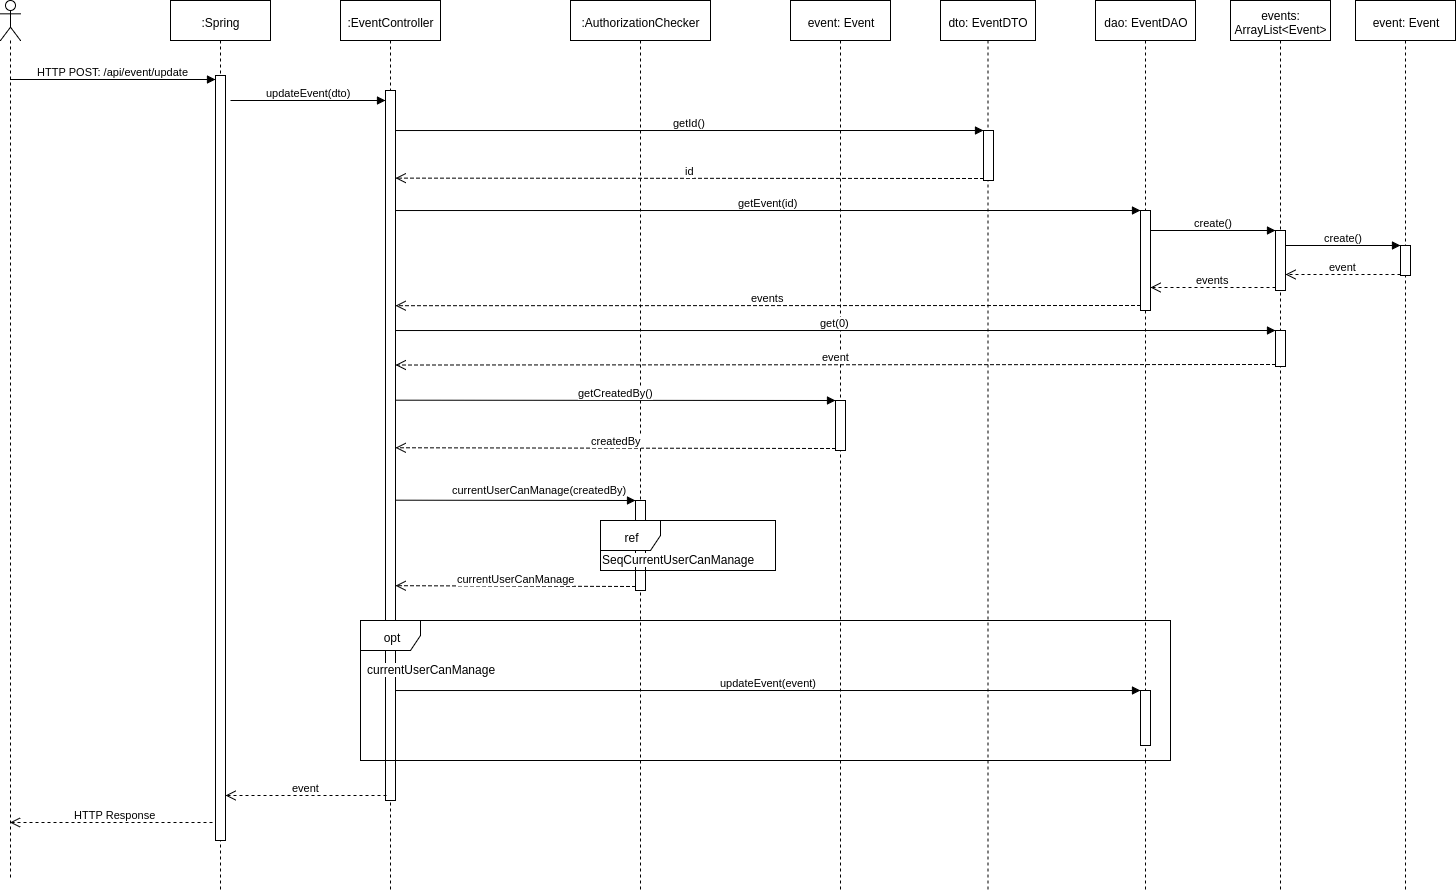 :Spring
:EventController
:AuthorizationChecker
event: Event
dto: EventDTO
dao: EventDAO
events:
ArrayList<Event>
event: Event
HTTP POST: /api/event/update
updateEvent(dto)
getId()
id
getEvent(id)
create()
create()
event
events
events
get(0)
event
getCreatedBy()
createdBy
currentUserCanManage(createdBy)
ref
SeqCurrentUserCanManage
currentUserCanManage
opt
currentUserCanManage
updateEvent(event)
event
HTTP Response